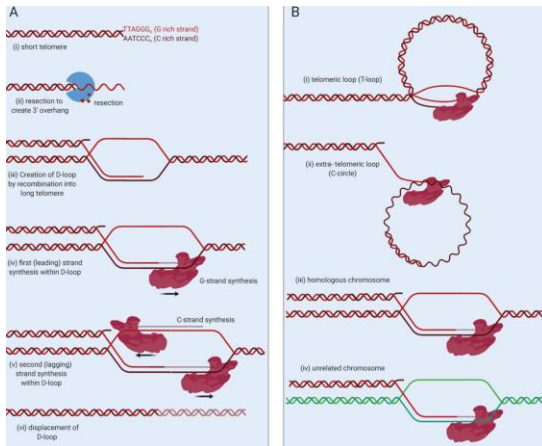 A
TTAGGG, (G rich strand)
AATCCC, (C rich strand)
(i) short telomere
(ii) resection to
create 3' overhang
resection
(iii) Creation of D-loop
by recombination into
long telomere
(iv) first (leading) strand
synthesis within D-loop
G-strand synthesis
C-strand synthesis
(v) second (lagging)
strand synthesis
within D-loop
(vi) displacement of
D-loop
B
(i) telomeric loop (T-loop)
(ii) extra- telomeric loop
(C-circle)
(iii) homologous chromosome
(iv) unrelated chromosome